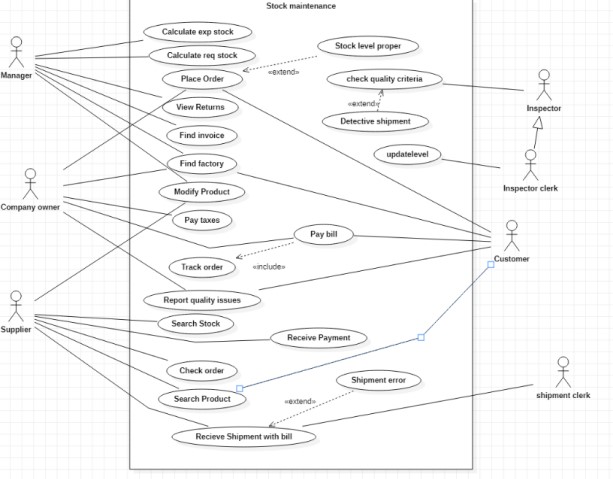 Stock maintenance
Calculate exp stock
Stock level proper
Calculate req stock
Manager
Place Order
«extend»
check quality criteria
Inspector
View Returns
«extend»
Detective shipment
Find invoice
updatelevel
Find factory
Inspector clerk
Modify Product
Company owner
Pay taxes
Pay bill
Customer
Track order
«include»
Report quality issues
Supplier
Search Stock
Receive Payment
Check order
Shipment error
shipment clerk
Search Product
«extend»
Recieve Shipment with bill